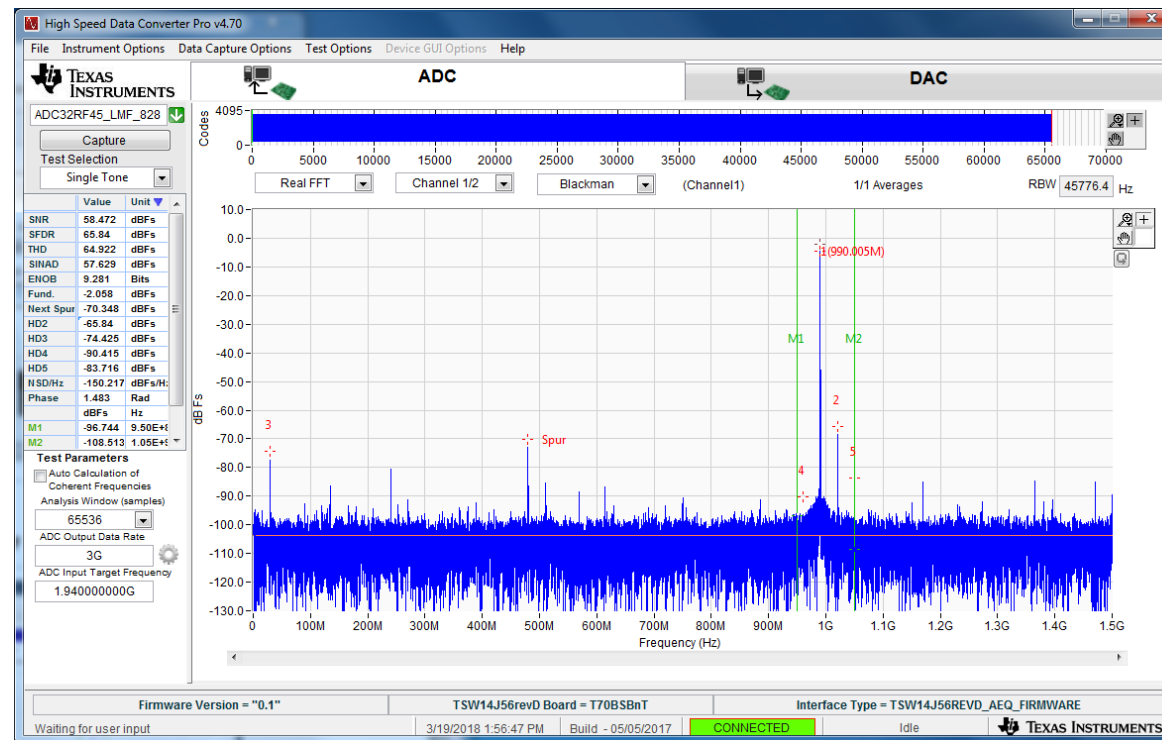 High Speed Data Converter Pro v4.70
File Instrument Options Data Capture Options Test Options Device GUI Options Help
TEXAS INSTRUMENTS
ADC
DAC
ADC32RF45_LMF_828
Capture
Test Selection
Single Tone
Value Unit
SNR 58.472 dBFs
SFDR 65.84 dBFs
THD 64.922 dBFs
SINAD 57.629 dBFs
ENOB 9.281 Bits
Fund. -2.058 dBFs
Next Spur -70.348 dBFs
HD2 -65.84 dBFs
HD3 -74.425 dBFs
HD4 -90.415 dBFs
HD5 -83.716 dBFs
NSD/Hz -150.217 dBFs/H
Phase 1.483 Rad
dBFs Hz
M1 -96.744 9.50E+8
M2 -108.513 1.05E+9
Test Parameters
Auto Calculation of
Coherent Frequencies
Analysis Window (samples)
65536
ADC Output Data Rate
3G
ADC Input Target Frequency
1.940000000G
Codes
4095
0
0 5000 10000 15000 20000 25000 30000 35000 40000 45000 50000 55000 60000 65000 70000
Real FFT Channel 1/2 Blackman (Channel1) 1/1 Averages RBW 45776.4 Hz
10.0
0.0
-10.0
-20.0
-30.0
-40.0
-50.0
-60.0
-70.0
-80.0
-90.0
-100.0
-110.0
-120.0
-130.0
dB Fs
1(990.005M)
M1 M2
2
3
Spur
5
4
0 100M 200M 300M 400M 500M 600M 700M 800M 900M 1G 1.1G 1.2G 1.3G 1.4G 1.5G
Frequency (Hz)
Firmware Version = "0.1" TSW14J56revD Board = T70BSBnT Interface Type = TSW14J56REVD_AEQ_FIRMWARE
Waiting for user input 3/19/2018 1:56:47 PM Build - 05/05/2017 CONNECTED Idle TEXAS INSTRUMENTS